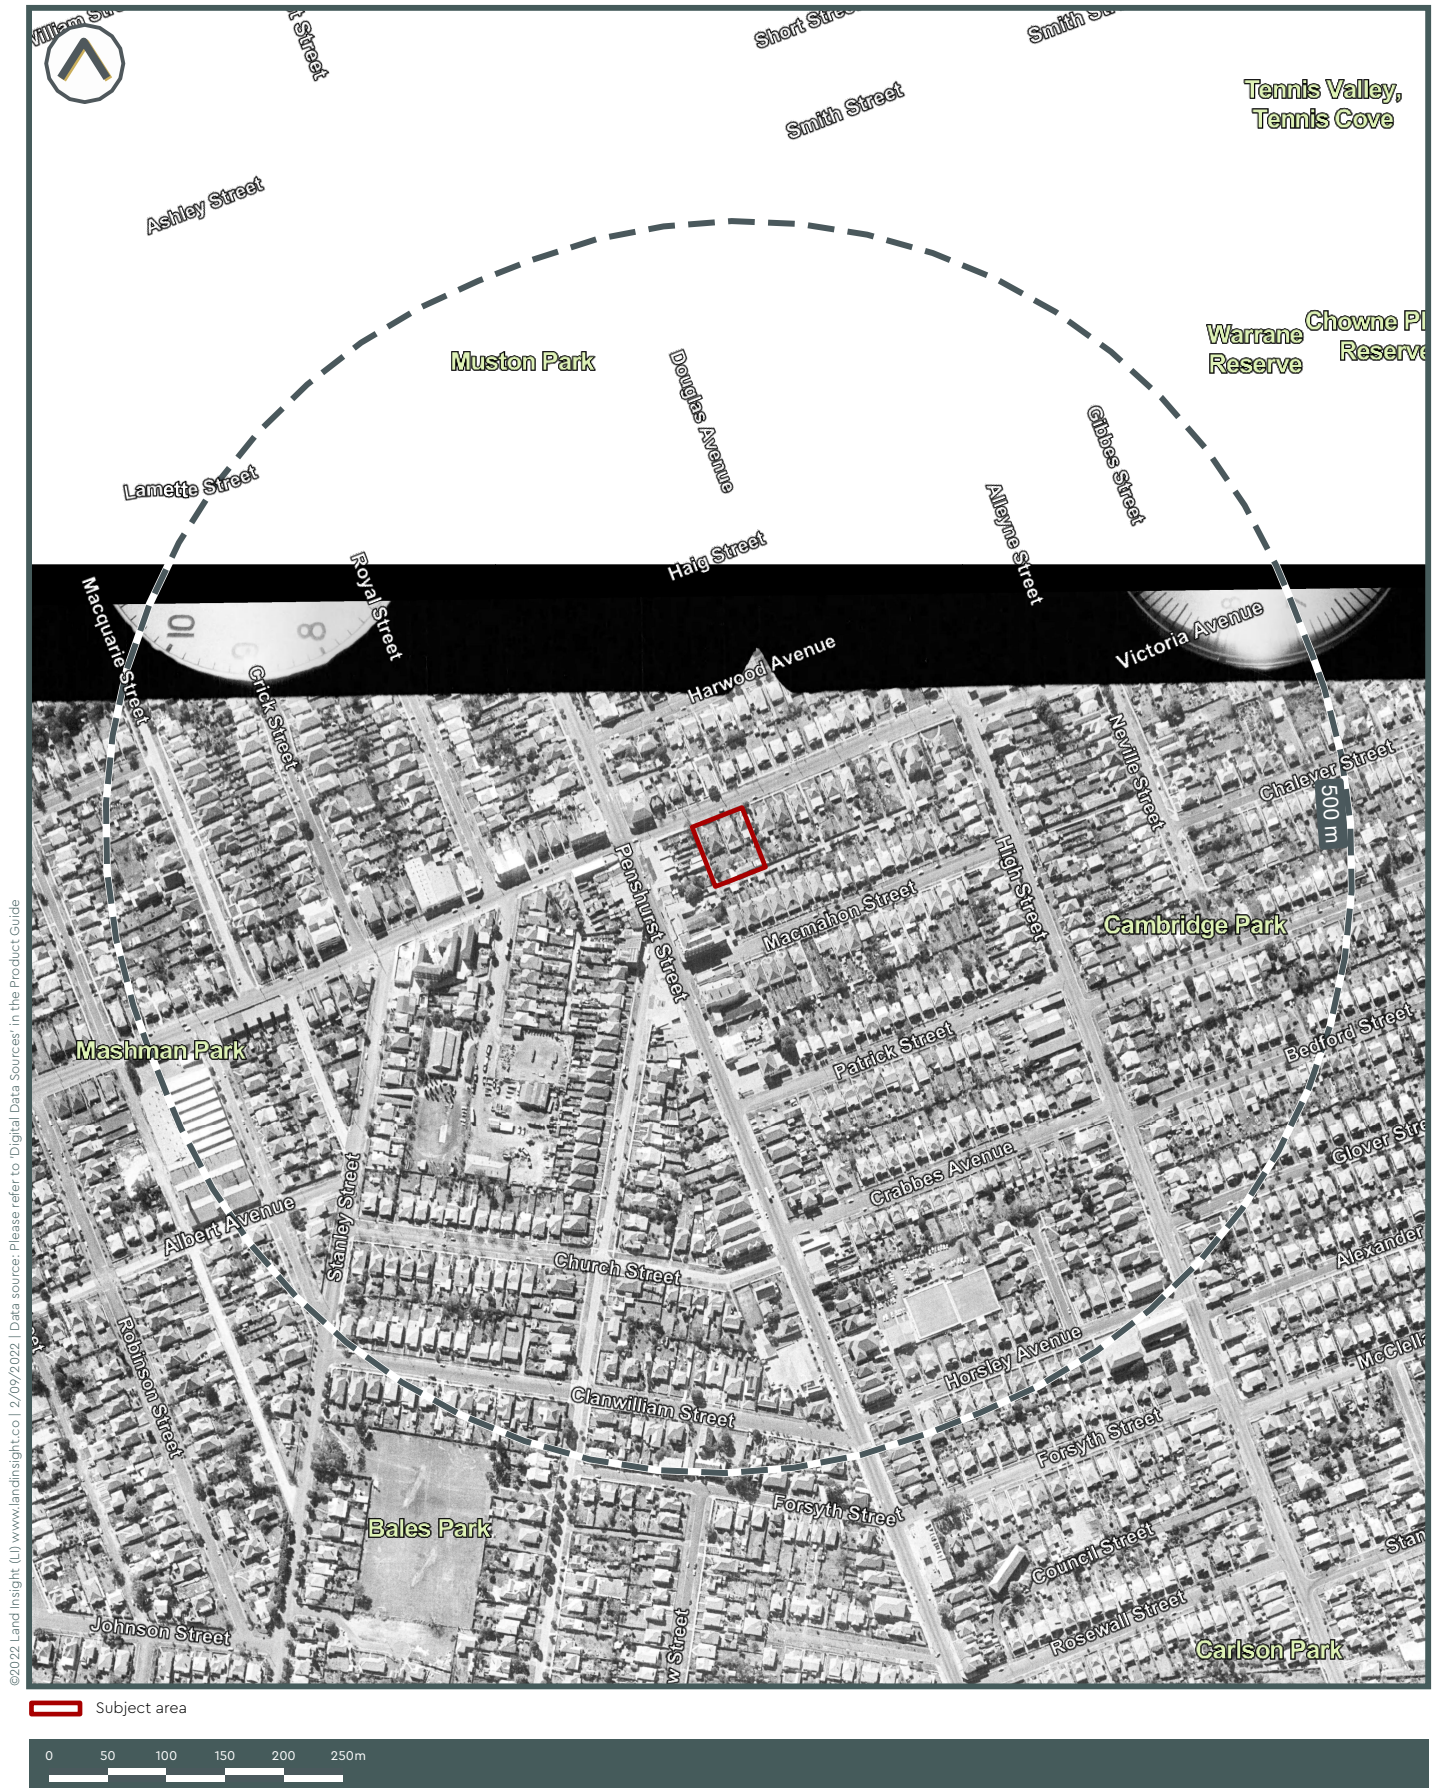 Short
Smith
t Street
Smith Street
Tennis Valley,
Tennis Cove
Ashley Street
Warrane
Reserve
Chowne Pl
Reserve
Muston Park
Douglas Avenue
Gibbes Street
Lamette Street
Alleyne Street
Haig Street
Royal Street
Macquarie Street
10
8
Victoria Avenue
Harwood Avenue
Crick Street
Neville Street
Chalever Street
500 m
Penshurst Street
High Street
Macmahon Street
Cambridge Park
Mashman Park
Patrick Street
Bedford Street
Glover Stre
Crabbes Avenue
Stanley Street
Albert Avenue
Church Street
Alexander
Robinson Street
Horsley Avenue
McClella
Clanwilliam Street
Forsyth Street
Forsyth Street
Bales Park
Council Street
Stan
Rosewall Street
Johnson Street
w Street
Carlson Park
©2022 Land Insight (LI) www.landinsight.co | 2/09/2022 | Data source: Please refer to 'Digital Data Sources' in the Product Guide
Subject area
0 50 100 150 200 250m